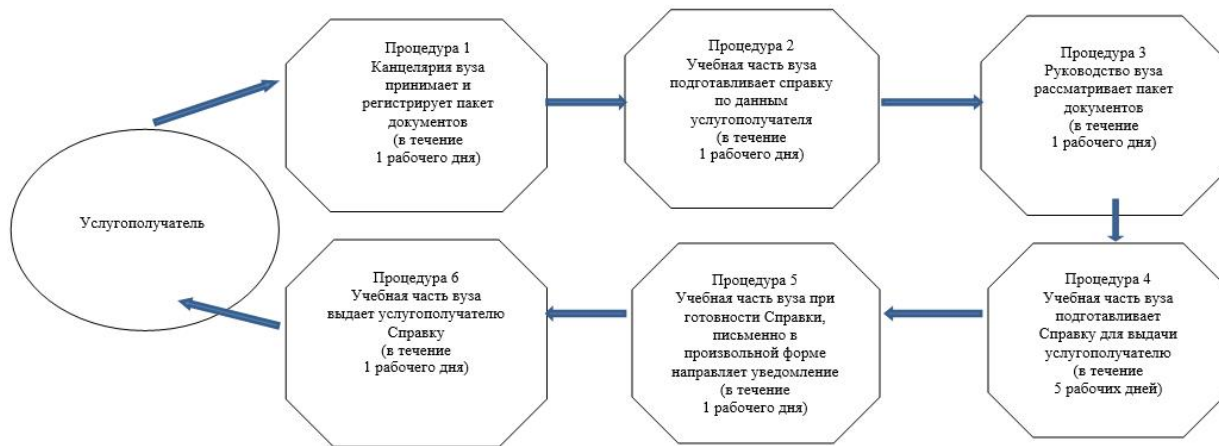 Услугополучатель
Процедура 1
Канцелярия вуза
принимает и
регистрирует пакет
документов
(в течение
1 рабочего дня)
Процедура 2
Учебная часть вуза
подготавливает справку
по данным
услугополучателя
(в течение
1 рабочего дня)
Процедура 3
Руководство вуза
рассматривает пакет
документов
(в течение
1 рабочего дня)
Процедура 4
Учебная часть вуза
подготавливает
Справку для выдачи
услугополучателю
(в течение
5 рабочих дней)
Процедура 5
Учебная часть вуза при
готовности Справки,
письменно в
произвольной форме
направляет уведомление
(в течение
1 рабочего дня)
Процедура 6
Учебная часть вуза
выдает услугополучателю
Справку
(в течение
1 рабочего дня)